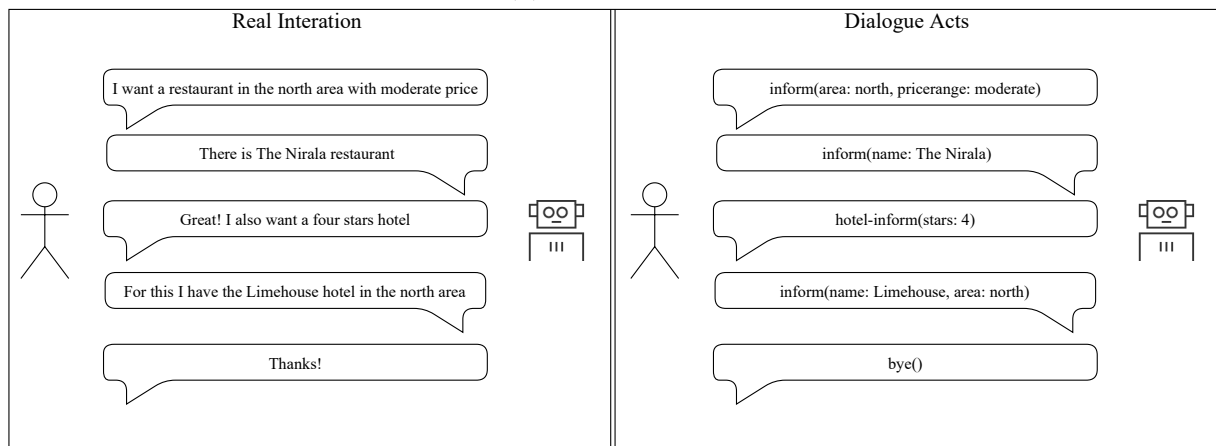 Real Interation
I want a restaurant in the north area with moderate price
There is The Nirala restaurant
Great! I also want a four stars hotel
For this I have the Limehouse hotel in the north area
Thanks!
Dialogue Acts
inform(area: north, pricerange: moderate)
inform(name: The Nirala)
hotel-inform(stars: 4)
inform(name: Limehouse, area: north)
bye()